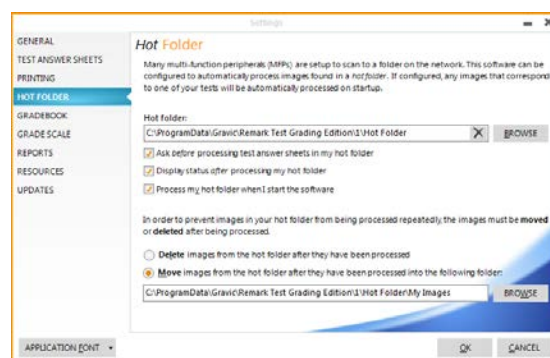 Settings
GENERAL
TEST ANSWER SHEETS
PRINTING
HOT FOLDER
GRADEBOOK
GRADE SCALE
REPORTS
RESOURCES
UPDATES
Hot Folder
Many multi-function peripherals (MFPs) are setup to scan to a folder on the network. This software can be
configured to automatically process images found in a hot folder. If configured, any images that correspond
to one of your tests will be automatically processed on startup.
Hot folder:
C:\ProgramData\Gravic\Remark Test Grading Edition\1\Hot Folder
BROWSE
Ask before processing test answer sheets in my hot folder
Display status after processing my hot folder
Process my hot folder when I start the software
In order to prevent images in your hot folder from being processed repeatedly, the images must be moved
or deleted after being processed.
Delete images from the hot folder after they have been processed
Move images from the hot folder after they have been processed into the following folder:
C:\ProgramData\Gravic\Remark Test Grading Edition\1\Hot Folder\My Images
BROWSE
APPLICATION FONT
OK
CANCEL